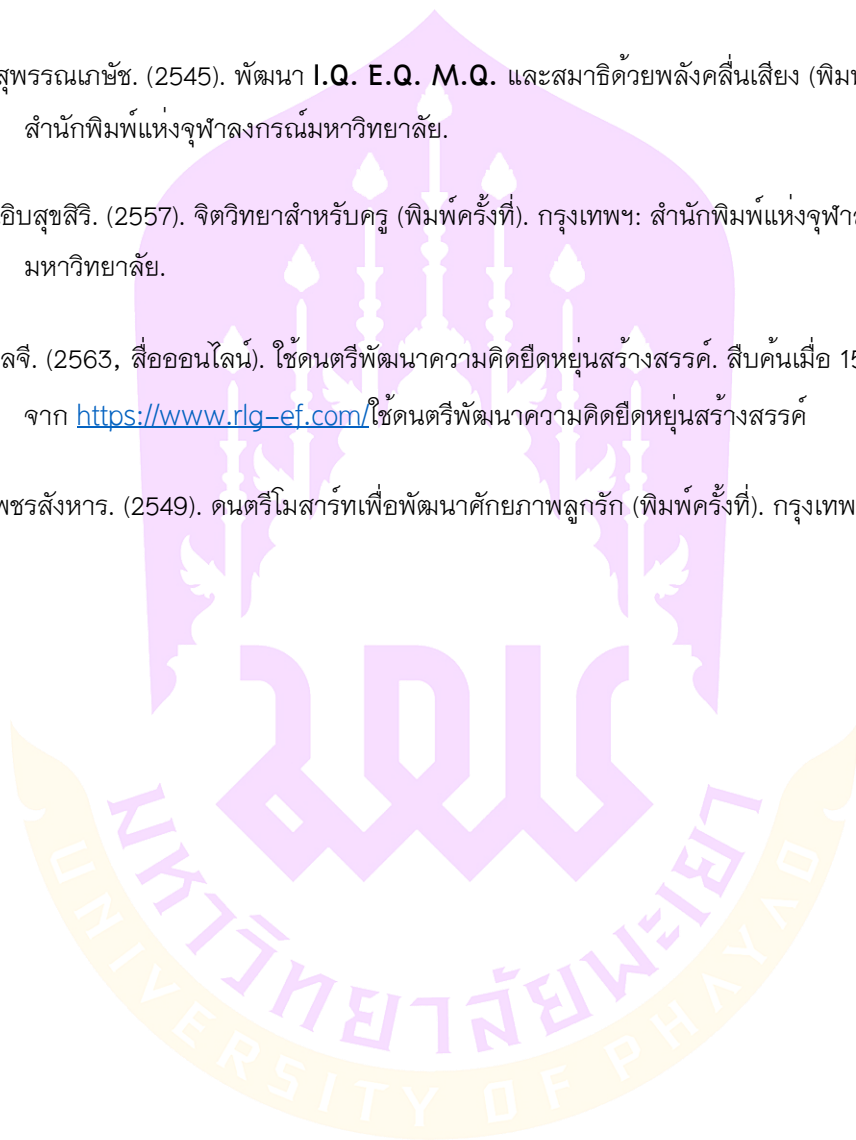 สุพรรณเภษัช. (2545). พัฒนา I.Q. E.Q. M.Q. และสมาธิด้วยพลังคลื่นเสียง (พิมพ
สำนักพิมพ์แห่งจุฬาลงกรณ์มหาวิทยาลัย.
อิบสุขสิริ. (2557). จิตวิทยาสำหรับครู (พิมพ์ครั้งที่). กรุงเทพฯ: สำนักพิมพ์แห่งจุฬาล
มหาวิทยาลัย.
ลจี. (2563, สื่อออนไลน์). ใช้ดนตรีพัฒนาความคิดยืดหยุ่นสร้างสรรค์. สืบค้นเมื่อ 15
จาก https://www.rlg-ef.com/ใช้ดนตรีพัฒนาความคิดยืดหยุ่นสร้างสรรค์
พชรสังหาร. (2549). ดนตรีโมสาร์ทเพื่อพัฒนาศักยภาพลูกรัก (พิมพ์ครั้งที่). กรุงเทพ
มหาวิทยาลัยพะเยา
UNIVERSITY OF PHAYAO